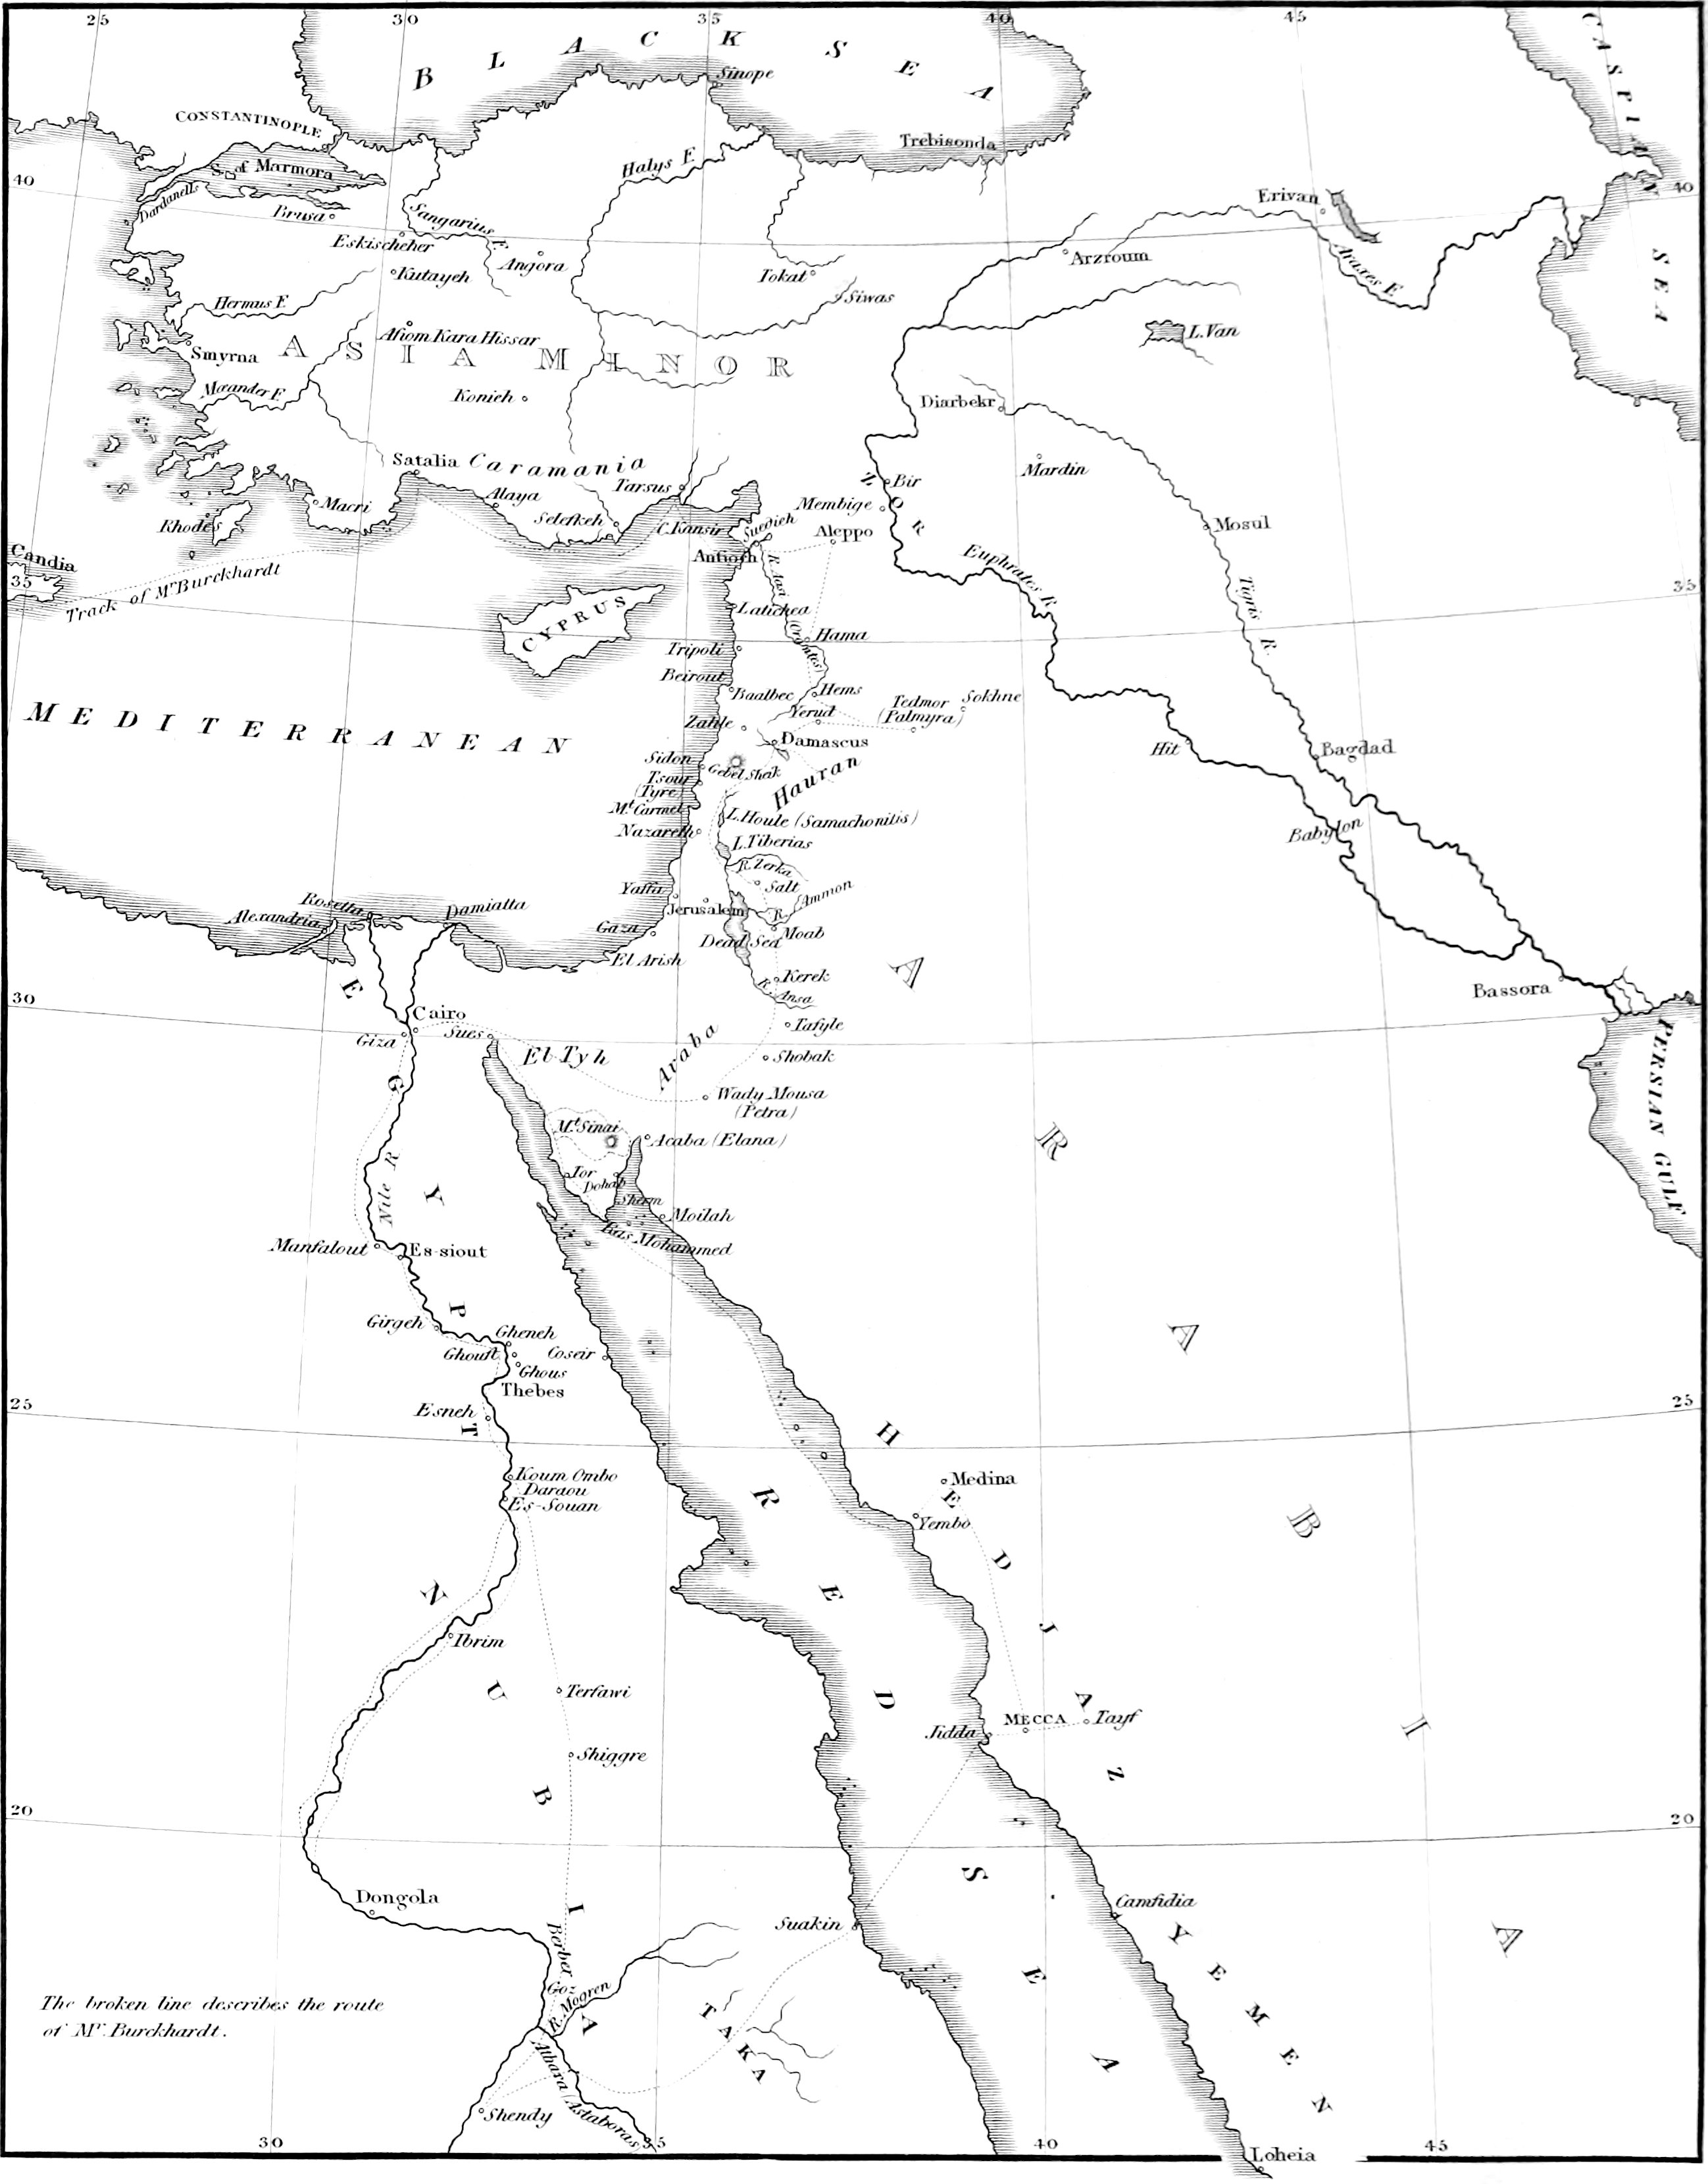 25 30 35 40 45
BLACK SEA
CASPIAN SEA
Sinope
CONSTANTINOPLE
Trebisonda
S. of Marmora
Halys F.
40
40
Dardanells
Brusa
Sangarius F.
Erivan
Eskischeher
Angora
Arzroum
Araxes F.
Kutayeh
Tokat
Siwas
Hermus F.
Afiom Kara Hissar
L. Van
Smyrna
ASIA MINOR
Mæander F.
Konieh
Diarbekr
Satalia
Caramania
Mardin
Tarsus
Bir
Macri
Alaya
Membige
ZOR
Rhodes
Selefkeh
C. Kansir
Suedieh
Aleppo
Mosul
Candia
Antioch
Euphrates R.
35
35
Track of Mr. Burckhardt
R. Aasi (Orontes)
Tigris R.
CYPRUS
Latichea
Hama
Tripoli
Beirout
Baalbec
Hems
Tedmor
(Palmyra)
Sokhne
MEDITERRANEAN
Zahle
Yerud
Damascus
Hit
Bagdad
Sidon
Gebel Sheik
Hauran
Tsour
(Tyre)
Mt. Carmel
L. Houle (Samachonitis)
Nazareth
Babylon
L. Tiberias
R. Zerka
Yaffa
Salt
Rosetta
Damiatta
Jerusalem
R. Ammon
Alexandria
Gaza
Moab
Dead Sea
El Arish
Kerek
R. Ansa
Bassora
30
Cairo
Tafyle
Giza
Sues
El Tyh
Araba
Shobak
PERSIAN GULF
EGYPT
Wady Mousa
(Petra)
Mt. Sinai
Acaba (Elana)
Tor
Dohab
Nile R.
Sherm
Moilah
Manfalout
Es-siout
Ras Mohammed
ARABIA
Girgeh
Gheneh
Ghouft
Coseir
Ghous
Thebes
25
25
Esneh
HEDJAZ
Koum Ombo
Medina
Daraou
Es-Souan
Yembo
RED SEA
NUBIA
Ibrim
Terfawi
MECCA
Tayf
Jidda
Shiggre
20
20
Dongola
Camfidia
Suakin
YEMEN
Berber
Goz
R. Mogren
The broken line describes the route
of Mr. Burckhardt.
TAKA
Atbara (Astaboras)
Shendy
30 35 40 45
Loheia